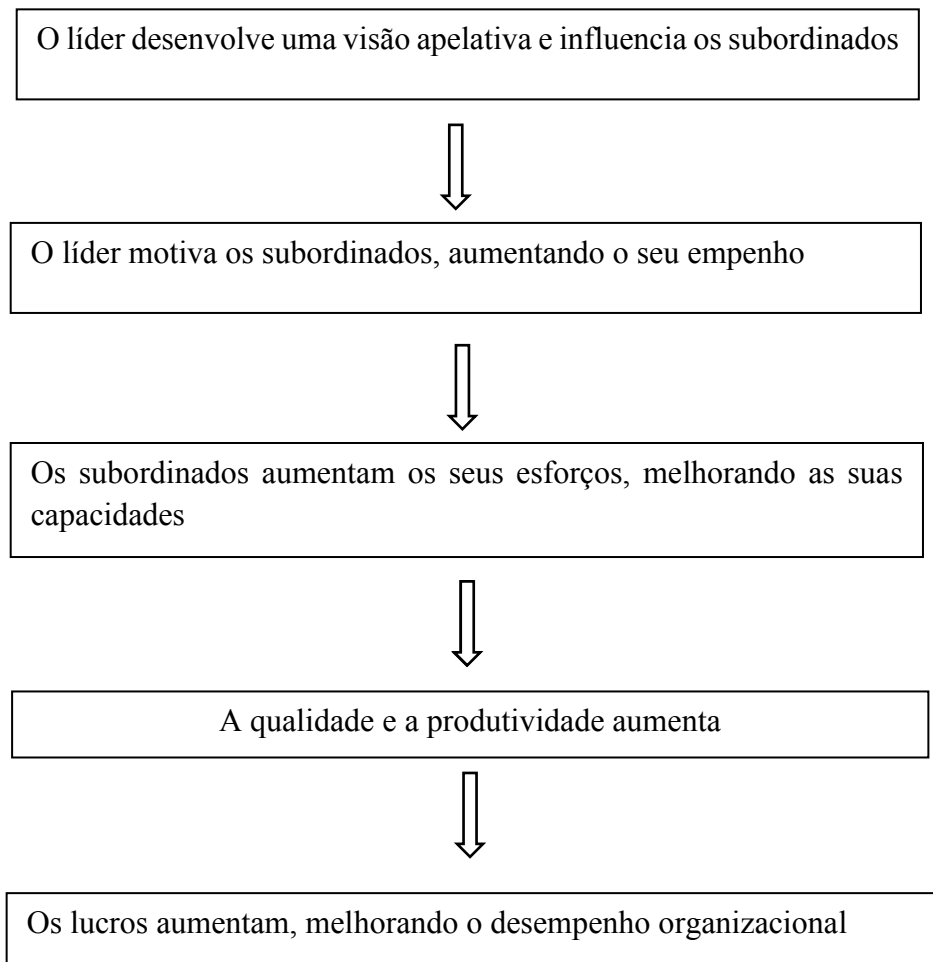 O líder desenvolve uma visão apelativa e influencia os subordinados
O líder motiva os subordinados, aumentando o seu empenho
Os subordinados aumentam os seus esforços, melhorando as suas
capacidades
A qualidade e a produtividade aumenta
Os lucros aumentam, melhorando o desempenho organizacional